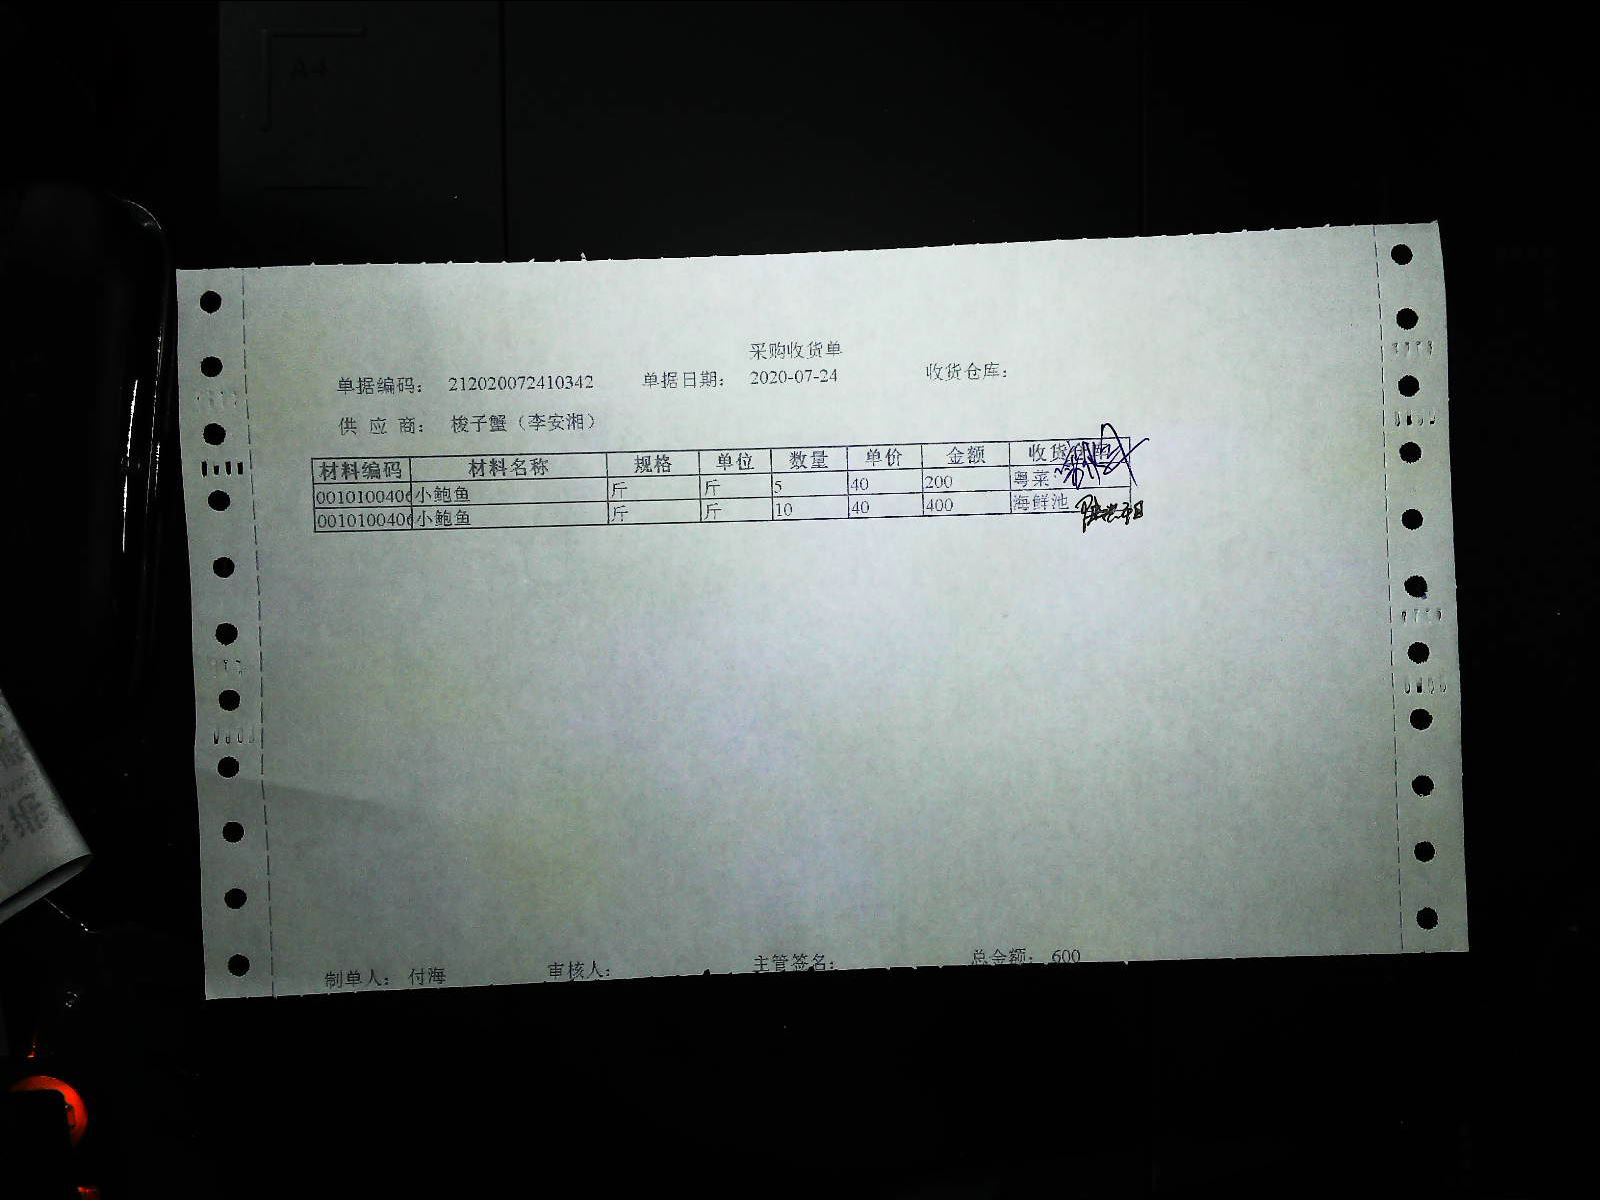 采购收货单
单据编码： 212020072410342 单据日期： 2020-07-24 收货仓库：
供 应 商： 梭子蟹（李安湘）
材料编码 材料名称 规格 单位 数量 单价 金额 收货
0010100406 小鲍鱼 斤 斤 5 40 200 粤菜
0010100406 小鲍鱼 斤 斤 10 40 400 海鲜池
制单人： 付海 审核人： 主管签名： 总金额： 600